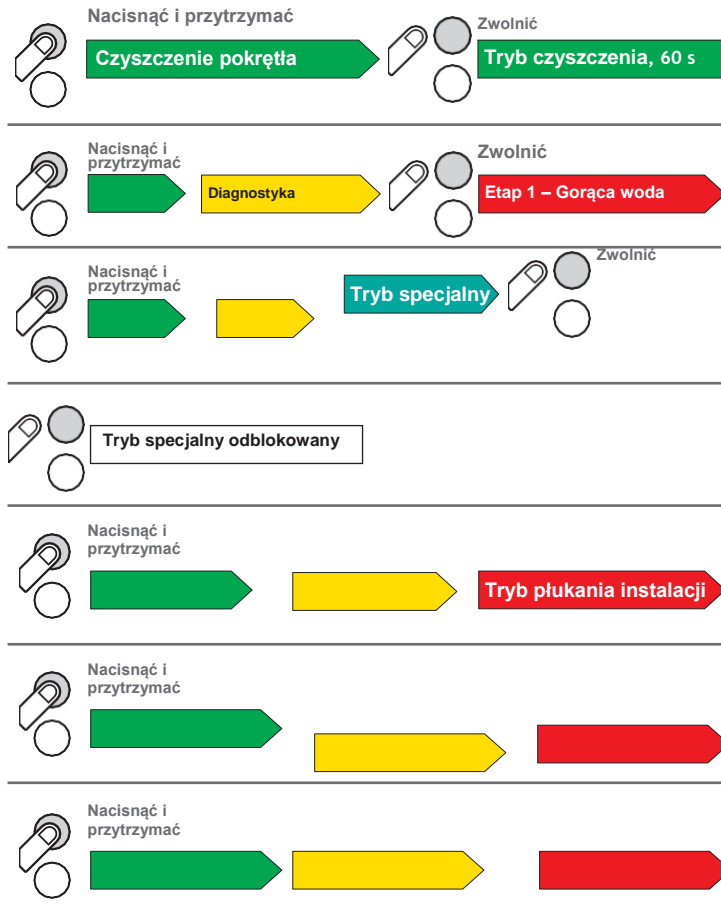 Nacisnąć i przytrzymać
Zwolnić
Czyszczenie pokrętła
Tryb czyszczenia, 60 s
Nacisnąć i
przytrzymać
Zwolnić
Diagnostyka
Etap 1 – Gorąca woda
Nacisnąć i
przytrzymać
Zwolnić
Tryb specjalny
Tryb specjalny odblokowany
Nacisnąć i
przytrzymać
Tryb płukania instalacji
Nacisnąć i
przytrzymać
Nacisnąć i
przytrzymać